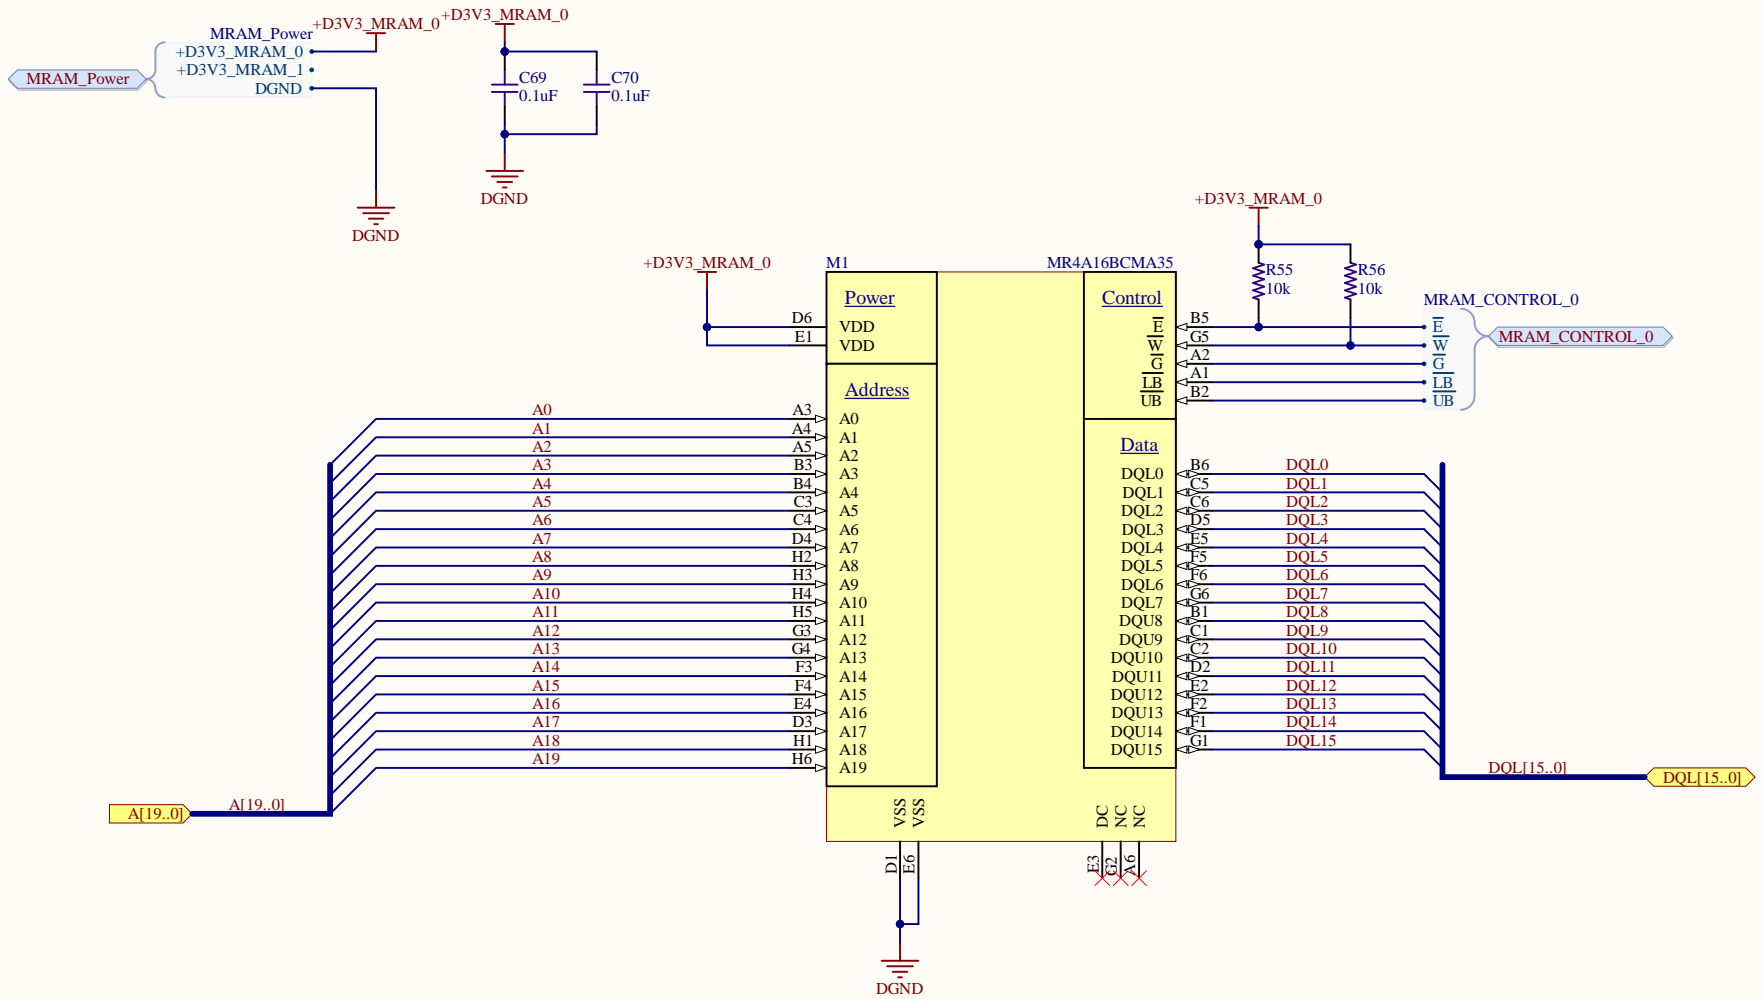 +D3V3_MRAM_0
+D3V3_MRAM_0
MRAM_Power
+D3V3_MRAM_0
+D3V3_MRAM_1
DGND
MRAM_Power
C69
0.1uF
C70
0.1uF
DGND
DGND
+D3V3_MRAM_0
R55
10k
R56
10k
+D3V3_MRAM_0
M1
MR4A16BCMA35
Power
D6 VDD
E1 VDD
Control
E B5
W G5
G A2
LB A1
UB B2
MRAM_CONTROL_0
E
W
G
LB
UB
MRAM_CONTROL_0
Address
A0 A3 A0
A1 A4 A1
A2 A5 A2
A3 B3 A3
A4 B4 A4
A5 C3 A5
A6 C4 A6
A7 D4 A7
A8 H2 A8
A9 H3 A9
A10 H4 A10
A11 H5 A11
A12 G3 A12
A13 G4 A13
A14 F3 A14
A15 F4 A15
A16 E4 A16
A17 D3 A17
A18 H1 A18
A19 H6 A19
A[19..0]
A[19..0]
Data
DQL0 B6 DQL0
DQL1 C5 DQL1
DQL2 C6 DQL2
DQL3 D5 DQL3
DQL4 E5 DQL4
DQL5 F5 DQL5
DQL6 F6 DQL6
DQL7 G6 DQL7
DQU8 B1 DQL8
DQU9 C1 DQL9
DQU10 C2 DQL10
DQU11 D2 DQL11
DQU12 E2 DQL12
DQU13 F2 DQL13
DQU14 F1 DQL14
DQU15 G1 DQL15
DQL[15..0]
DQL[15..0]
VSS
VSS
D1
E6
DC
NC
NC
E3
G2
A6
DGND